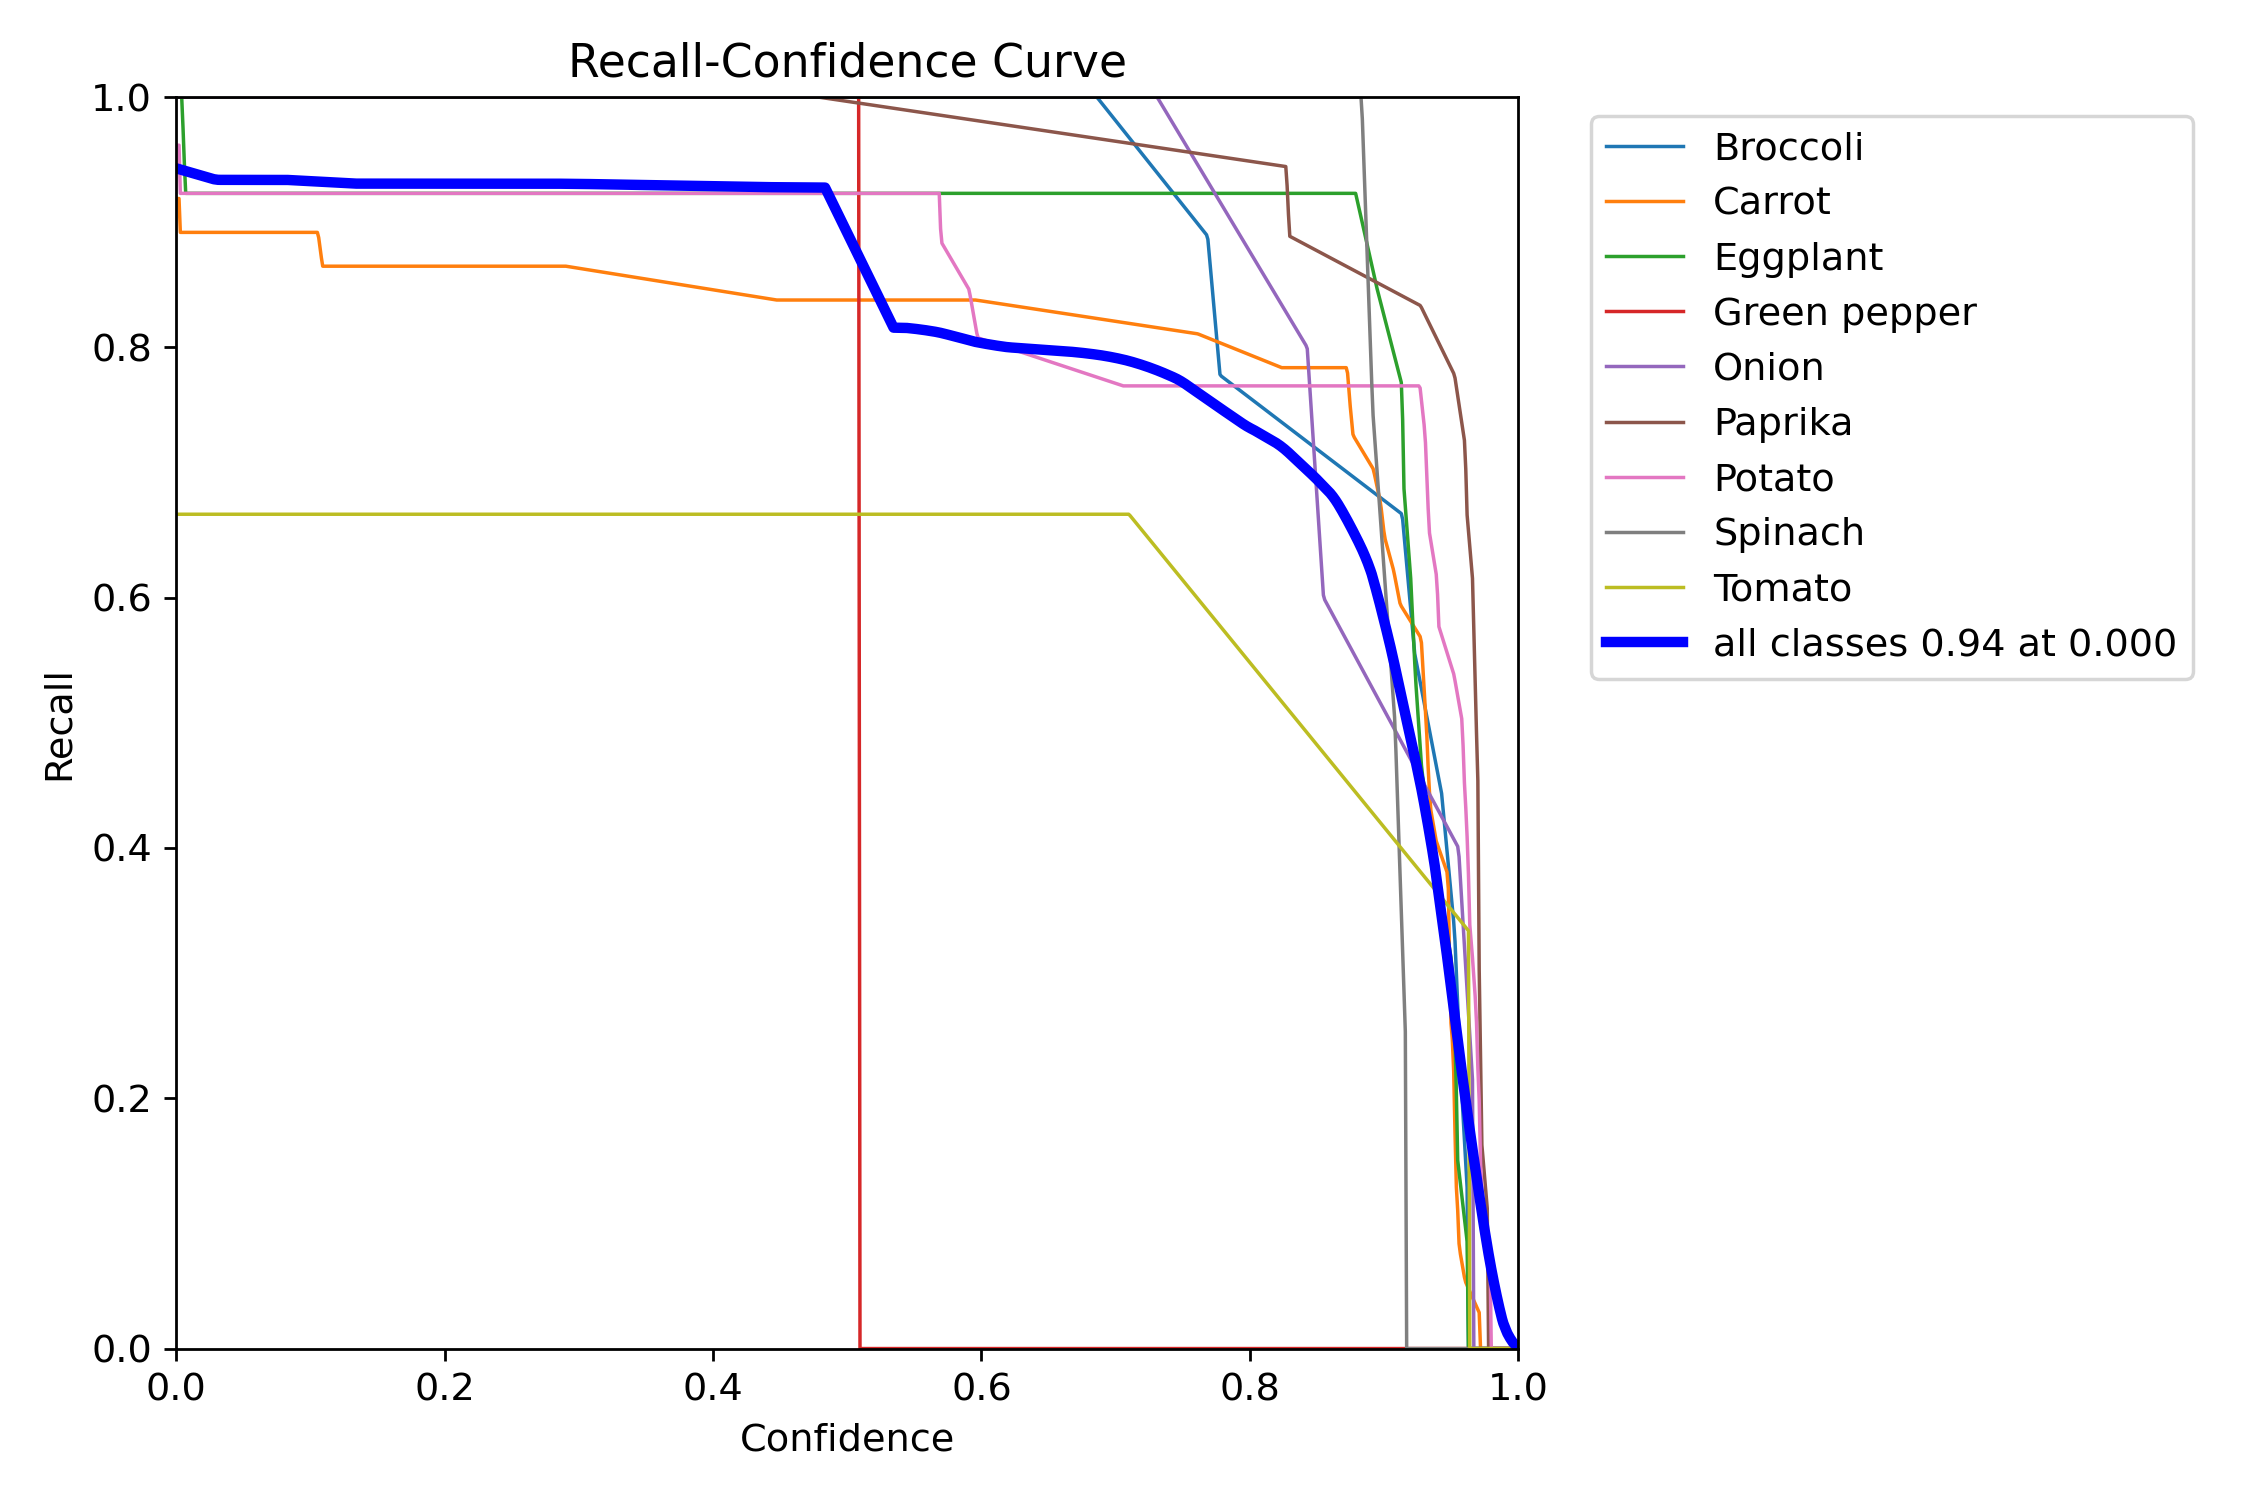 Recall-Confidence Curve
1.0
0.8
0.6
0.4
0.2
0.0
Recall
0.0 0.2 0.4 0.6 0.8 1.0
Confidence
Broccoli
Carrot
Eggplant
Green pepper
Onion
Paprika
Potato
Spinach
Tomato
all classes 0.94 at 0.000